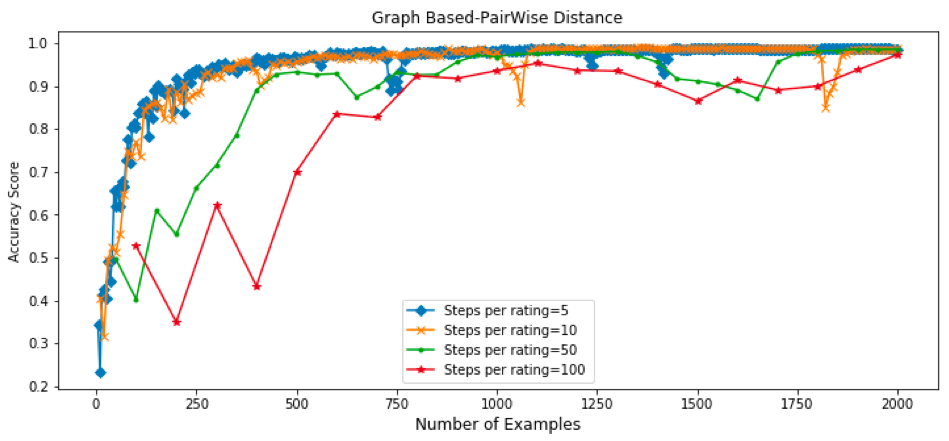 Graph Based-PairWise Distance
Accuracy Score
1.0
0.9
0.8
0.7
0.6
0.5
0.4
0.3
0.2
Steps per rating=5
Steps per rating=10
Steps per rating=50
Steps per rating=100
0 250 500 750 1000 1250 1500 1750 2000
Number of Examples